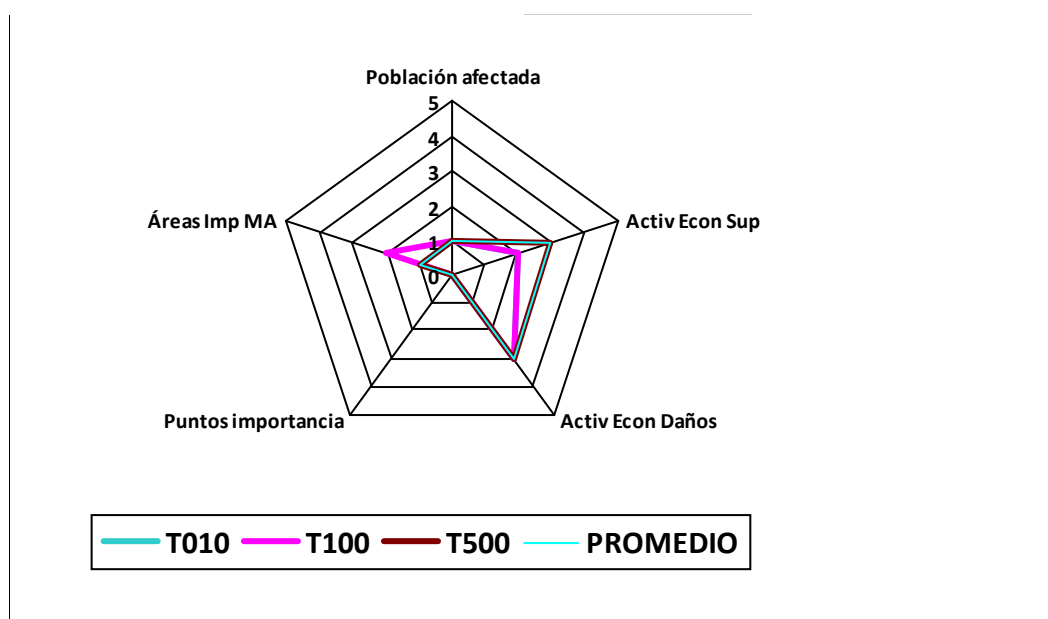 Población afectada
5
4
3
2
1
0
Áreas Imp MA
Activ Econ Sup
Puntos importancia
Activ Econ Daños
T010 T100 T500 PROMEDIO